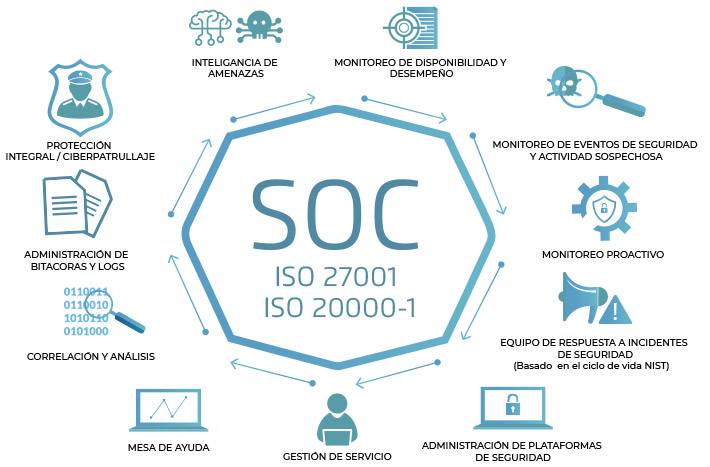 INTELIGANCIA DE
AMENAZAS
MONITOREO DE DISPONIBILIDAD Y
DESEMPEÑO
MONITOREO DE EVENTOS DE SEGURIDAD
Y ACTIVIDAD SOSPECHOSA
MONITOREO PROACTIVO
EQUIPO DE RESPUESTA A INCIDENTES
DE SEGURIDAD
(Basado en el ciclo de vida NIST)
ADMINISTRACIÓN DE PLATAFORMAS
DE SEGURIDAD
GESTIÓN DE SERVICIO
MESA DE AYUDA
0110011
0110010
1010110
0101000
CORRELACIÓN Y ANÁLISIS
ADMINISTRACIÓN DE
BITACORAS Y LOGS
PROTECCIÓN
INTEGRAL / CIBERPATRULLAJE
SOC
ISO 27001
ISO 20000-1